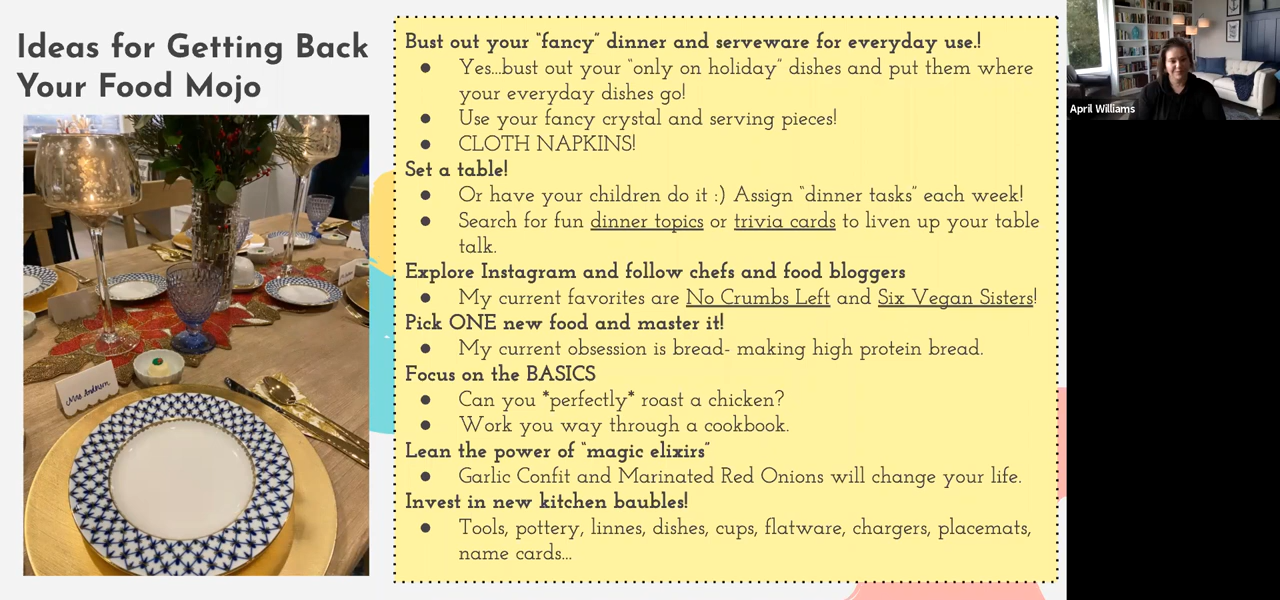 Ideas for Getting Back
Your Food Mojo
Mrs. Anderson
Bust out your “fancy” dinner and serveware for everyday use.!
● Yes...bust out your “only on holiday” dishes and put them where
your everyday dishes go!
● Use your fancy crystal and serving pieces!
● CLOTH NAPKINS!
Set a table!
● Or have your children do it :) Assign “dinner tasks” each week!
● Search for fun dinner topics or trivia cards to liven up your table
talk.
Explore Instagram and follow chefs and food bloggers
● My current favorites are No Crumbs Left and Six Vegan Sisters!
Pick ONE new food and master it!
● My current obsession is bread- making high protein bread.
Focus on the BASICS
● Can you *perfectly* roast a chicken?
● Work you way through a cookbook.
Lean the power of “magic elixirs”
● Garlic Confit and Marinated Red Onions will change your life.
Invest in new kitchen baubles!
● Tools, pottery, linnes, dishes, cups, flatware, chargers, placemats,
name cards...
April Williams